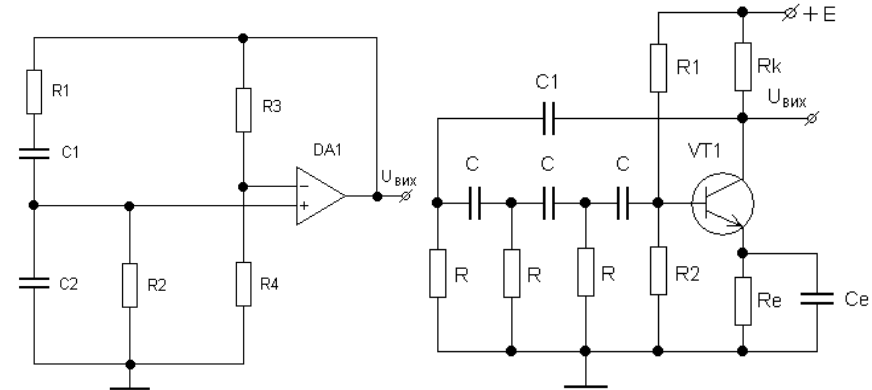 R1
C1
C2
R2
R3
R4
DA1
−
+
Uвих
+ E
R1
Rk
C1
Uвих
VT1
C
C
C
R
R
R
R2
Re
Ce